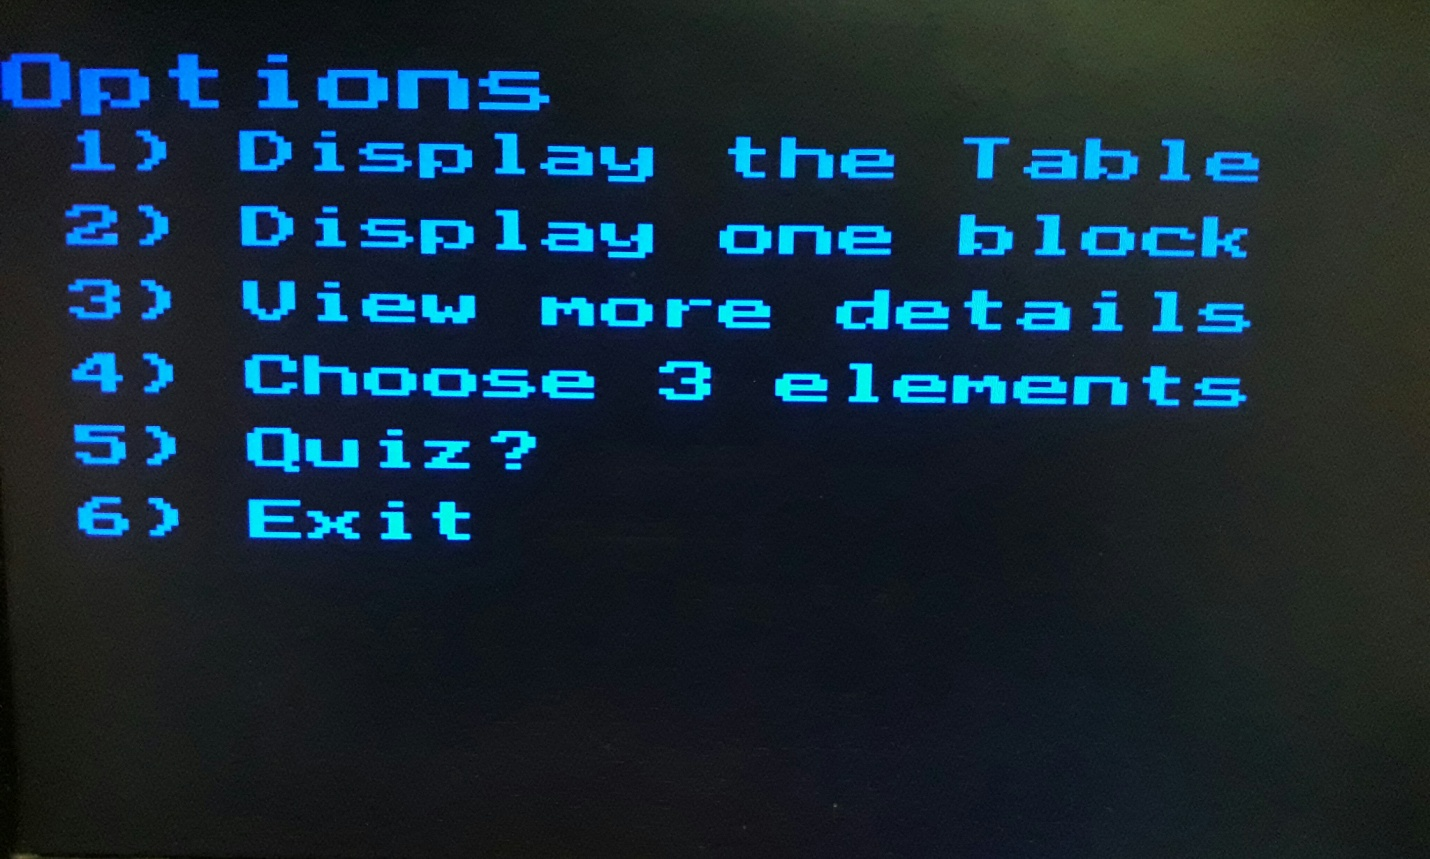 Options
1) Display the Table
2) Display one block
3) View more details
4) Choose 3 elements
5) Quiz?
6) Exit